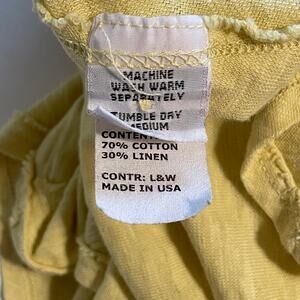 MACHINE
WASH WARM
SEPARATELY
TUMBLE DRY
MEDIUM
CONTENT
70% COTTON
30% LINEN
CONTR: L&W
MADE IN USA